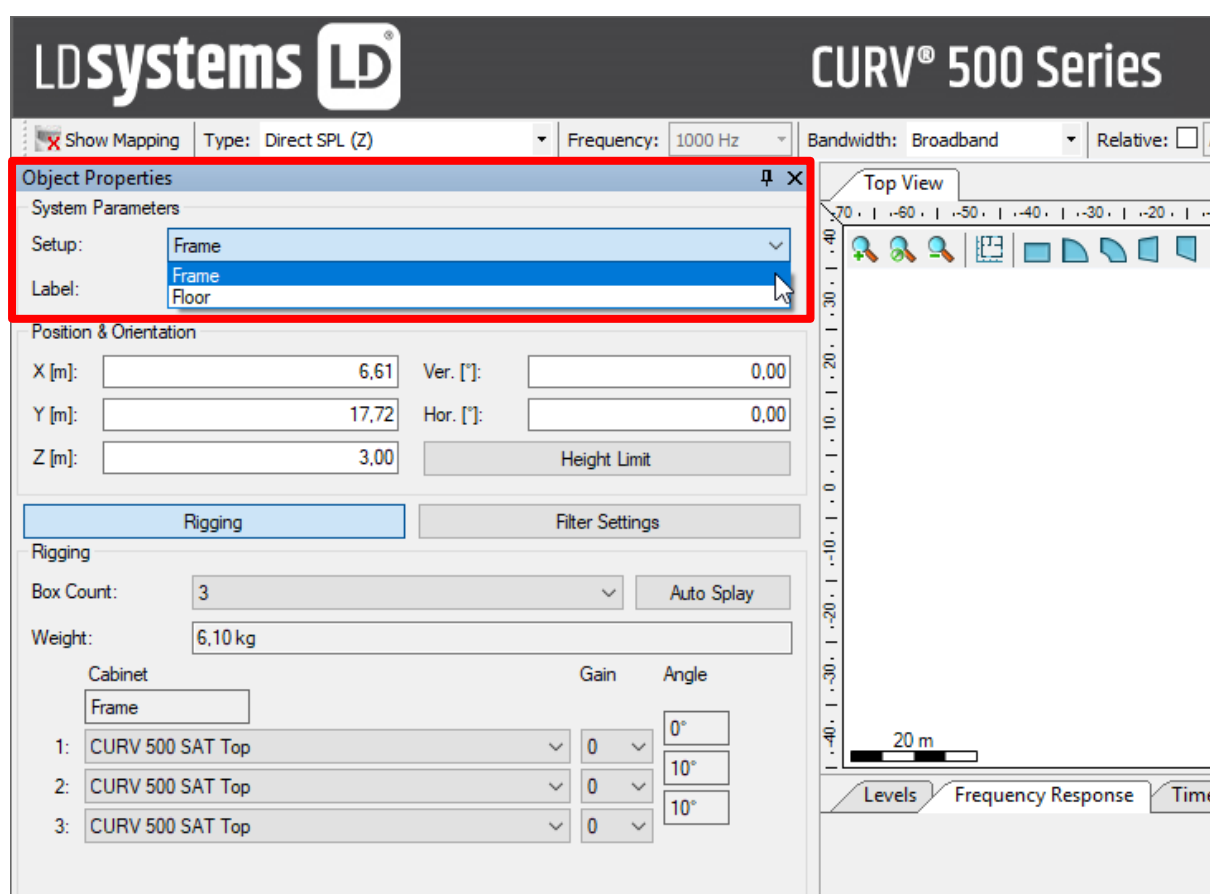 LDsystems LD® CURV® 500 Series
Show Mapping Type: Direct SPL (Z) Frequency: 1000 Hz Bandwidth: Broadband Relative:
Object Properties
System Parameters
Setup: Frame
Frame
Label:
Floor
Position & Orientation
X [m]: 6,61 Ver. [°]: 0,00
Y [m]: 17,72 Hor. [°]: 0,00
Z [m]: 3,00 Height Limit
Rigging Filter Settings
Rigging
Box Count: 3 Auto Splay
Weight: 6,10 kg
Cabinet Gain Angle
Frame
0°
1: CURV 500 SAT Top 0
10°
2: CURV 500 SAT Top 0
10°
3: CURV 500 SAT Top 0
Top View
-70 -60 -50 -40 -30 -20
40
30
20
10
0
-10
-20
-30
-40
20 m
Levels Frequency Response Time